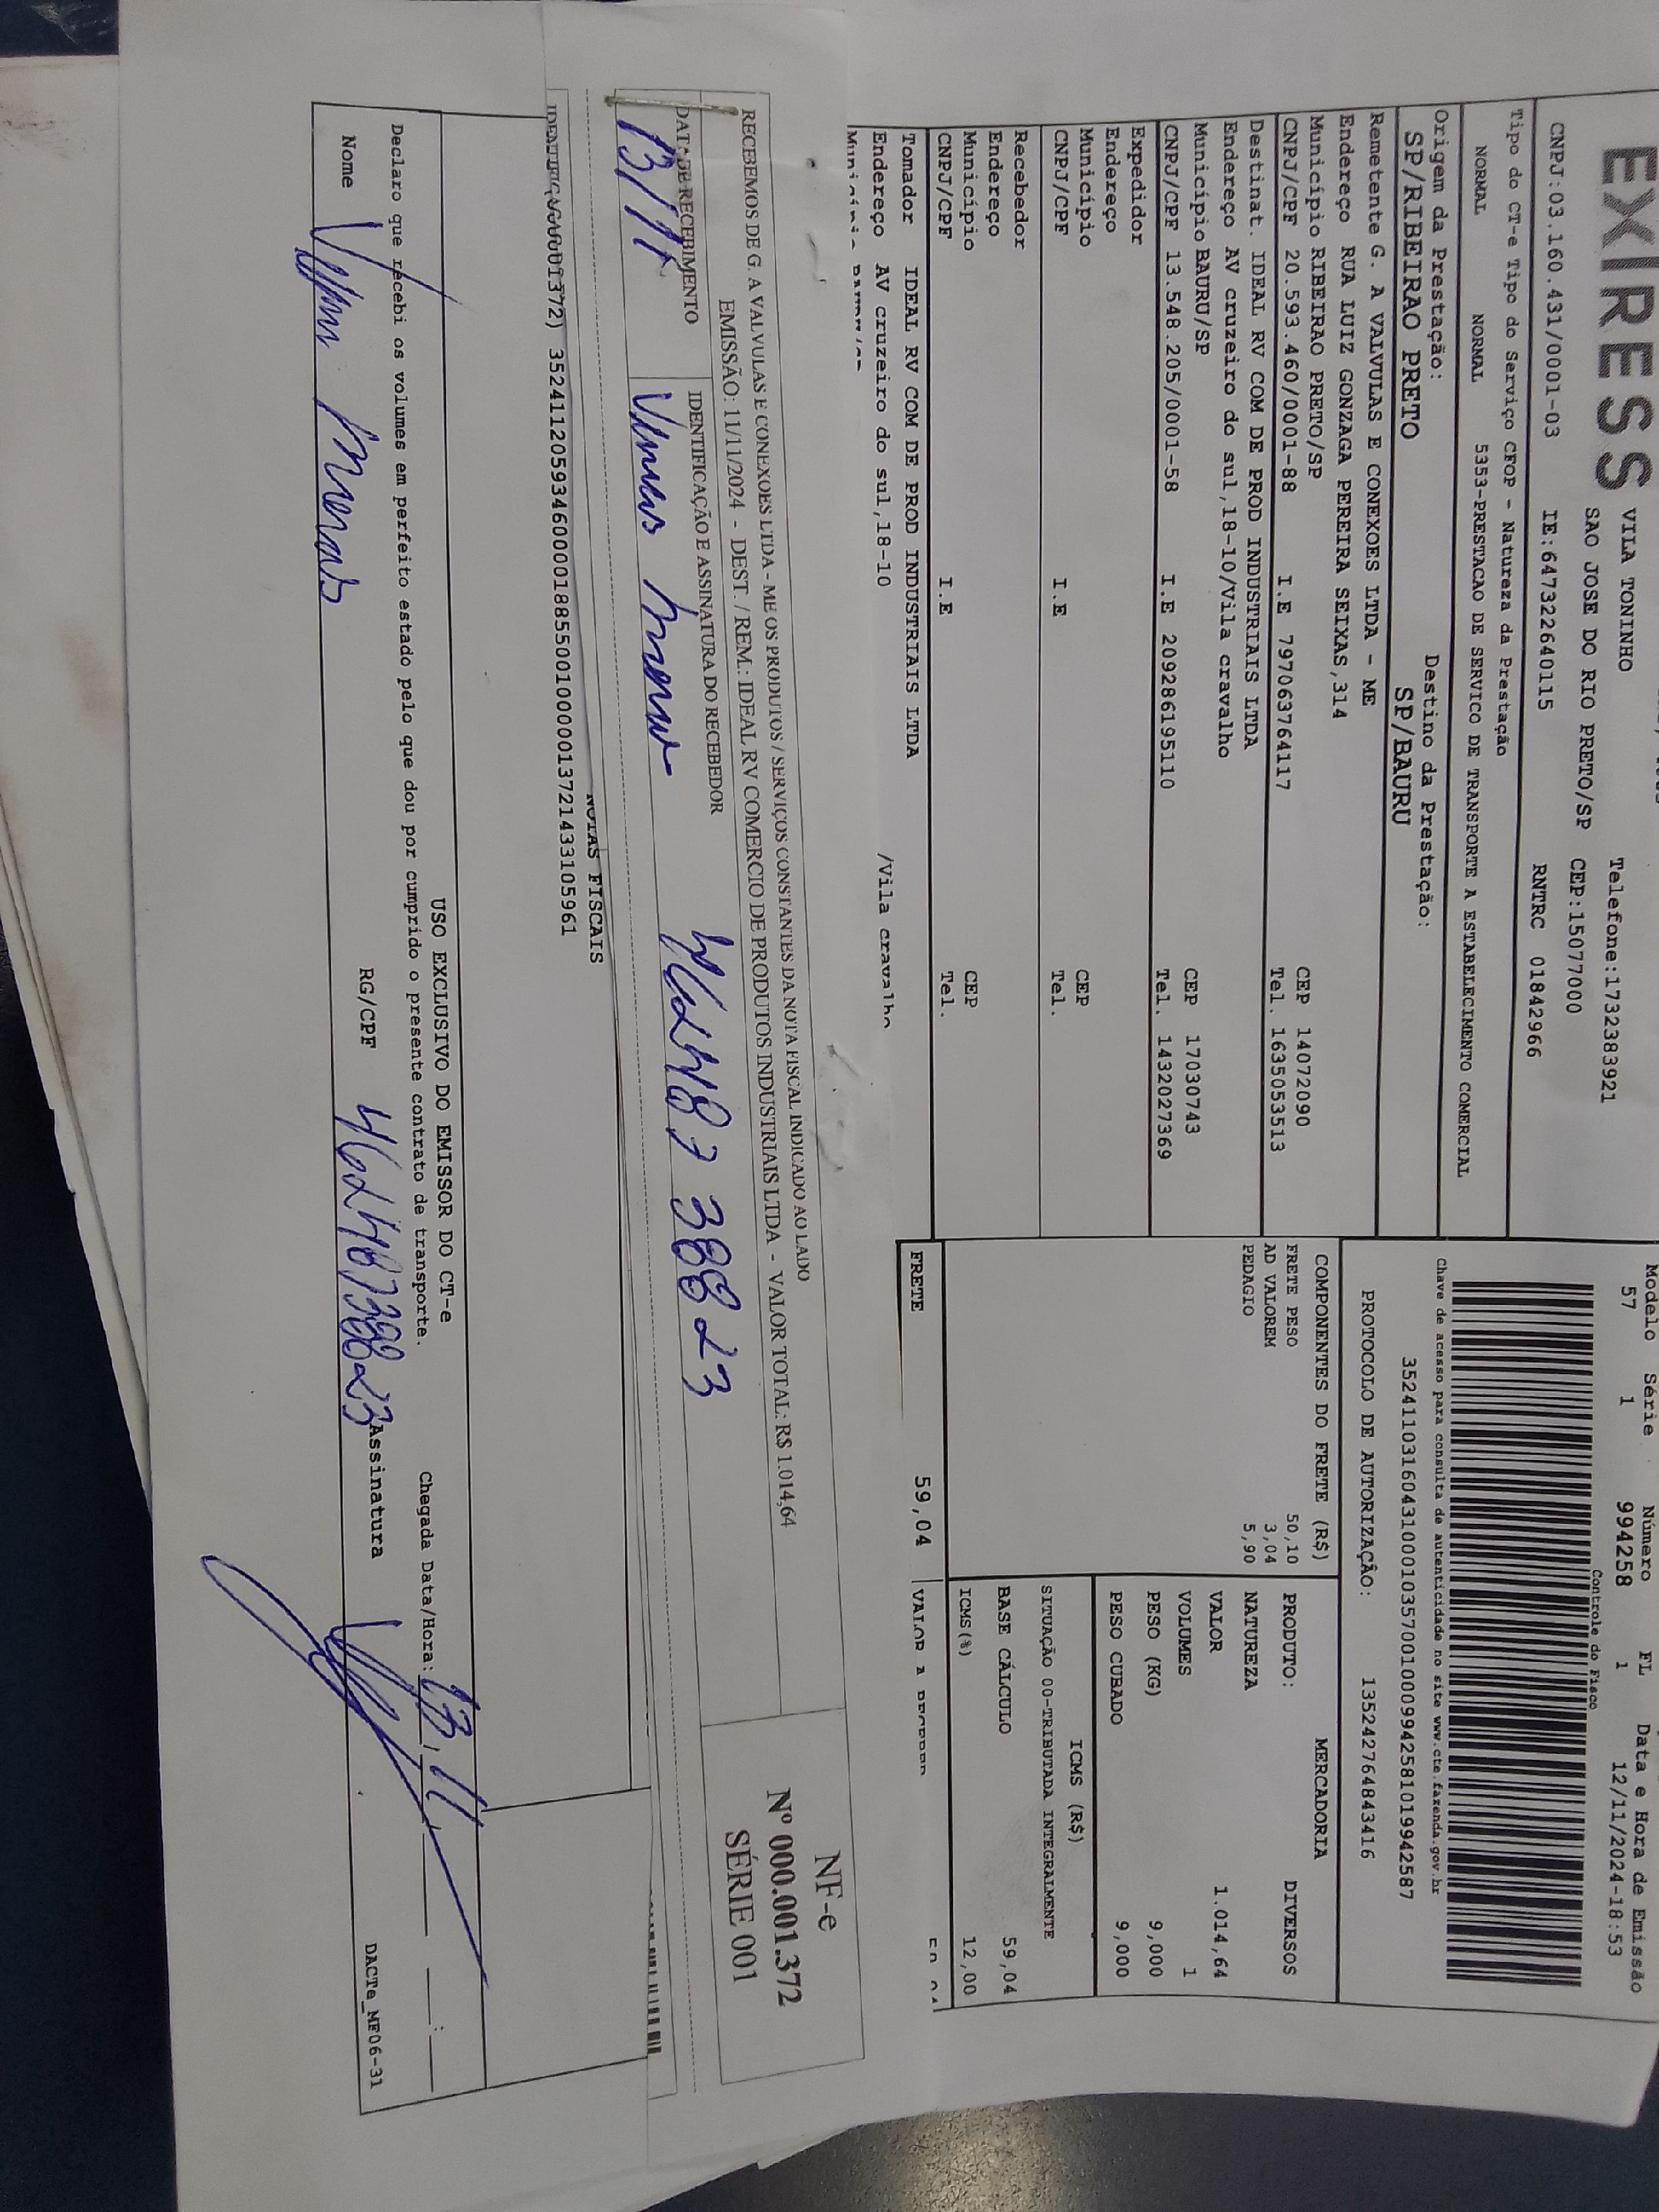 EXIRESS
VILA TONINHO Telefone:1732383921
SAO JOSE DO RIO PRETO/SP CEP:15077000
CNPJ:03.160.431/0001-03 IE:647322640115 RNTRC 01842966
Tipo do CT-e Tipo do Serviço CFOP - Natureza da Prestação
NORMAL NORMAL 5353-PRESTACAO DE SERVICO DE TRANSPORTE A ESTABELECIMENTO COMERCIAL
Origem da Prestação: Destino da Prestação:
SP/RIBEIRAO PRETO SP/BAURU
Remetente G. A VALVULAS E CONEXOES LTDA - ME
Endereço RUA LUIZ GONZAGA PEREIRA SEIXAS,314
Município RIBEIRAO PRETO/SP CEP 14072090
CNPJ/CPF 20.593.460/0001-88 I.E 797063764117 Tel. 1635053513
Destinat. IDEAL RV COM DE PROD INDUSTRIAIS LTDA
Endereço AV cruzeiro do sul,18-10/Vila cravalho
Município BAURU/SP CEP 17030743
CNPJ/CPF 13.548.205/0001-58 I.E 209286195110 Tel. 1432027369
Expedidor
Endereço
Município CEP
CNPJ/CPF I.E Tel.
Recebedor
Endereço
Município CEP
CNPJ/CPF I.E Tel.
Tomador IDEAL RV COM DE PROD INDUSTRIAIS LTDA
Endereço AV cruzeiro do sul,18-10 /Vila cravalho
Modelo Série Número FL Data e Hora de Emissão
57 1 994258 1 12/11/2024-18:53
Controle do Fisco
Chave de acesso para consulta de autenticidade no site www.cte.fazenda.gov.br
35241103160431000103570010009942581019942587
PROTOCOLO DE AUTORIZAÇÃO: 135242764843416
COMPONENTES DO FRETE (R$)
FRETE PESO 50,10
AD VALOREM 3,04
PEDAGIO 5,90
MERCADORIA
PRODUTO: DIVERSOS
NATUREZA
VALOR 1.014,64
VOLUMES 1
PESO (KG) 9,000
PESO CUBADO 9,000
ICMS (R$)
SITUAÇÃO 00-TRIBUTADA INTEGRALMENTE
BASE CÁLCULO 59,04
ICMS(%) 12,00
FRETE 59,04 VALOR A RECEBER
RECEBEMOS DE G. A VALVULAS E CONEXOES LTDA - ME OS PRODUTOS / SERVIÇOS CONSTANTES DA NOTA FISCAL INDICADO AO LADO
EMISSÃO: 11/11/2024 - DEST. / REM.: IDEAL RV COMERCIO DE PRODUTOS INDUSTRIAIS LTDA - VALOR TOTAL: R$ 1.014,64
DATA DE RECEBIMENTO IDENTIFICAÇÃO E ASSINATURA DO RECEBEDOR
13/11 46248738823
NF-e
Nº 000.001.372
SÉRIE 001
NOTAS FISCAIS
35241120593460000188550010000013721433105961
USO EXCLUSIVO DO EMISSOR DO CT-e
Declaro que recebi os volumes em perfeito estado pelo que dou por cumprido o presente contrato de transporte. Chegada Data/Hora: 13/11
Nome RG/CPF 46248738823 Assinatura
DACTe_MF06-31